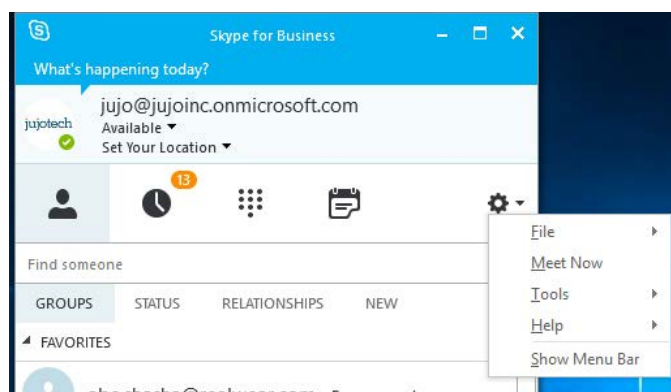 Skype for Business
What's happening today?
jujo@jujoinc.onmicrosoft.com
jujotech
Available
Set Your Location
13
File
Meet Now
Tools
Help
Show Menu Bar
Find someone
GROUPS STATUS RELATIONSHIPS NEW
FAVORITES